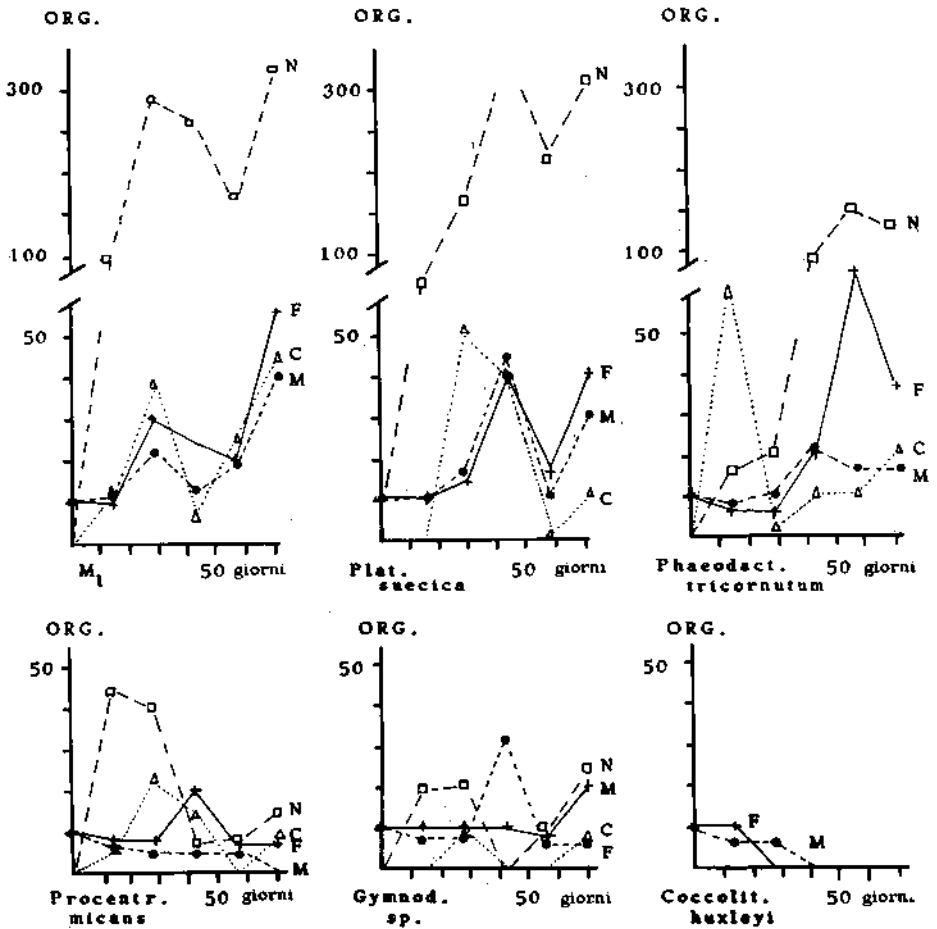 ORG. ORG. ORG.
300 N 300 N 300
100 100 100 N
50 F 50 50
C F F
M M C
C M
M₁ 50 giorni Plat. suecica 50 giorni Phaeodact. tricornutum 50 giorni
ORG. ORG. ORG.
50 50 50
N N F
C M M
F C
M F
Procentr. micans 50 giorni Gymnod. sp. 50 giorni Coccolit. huxleyi 50 giorn.